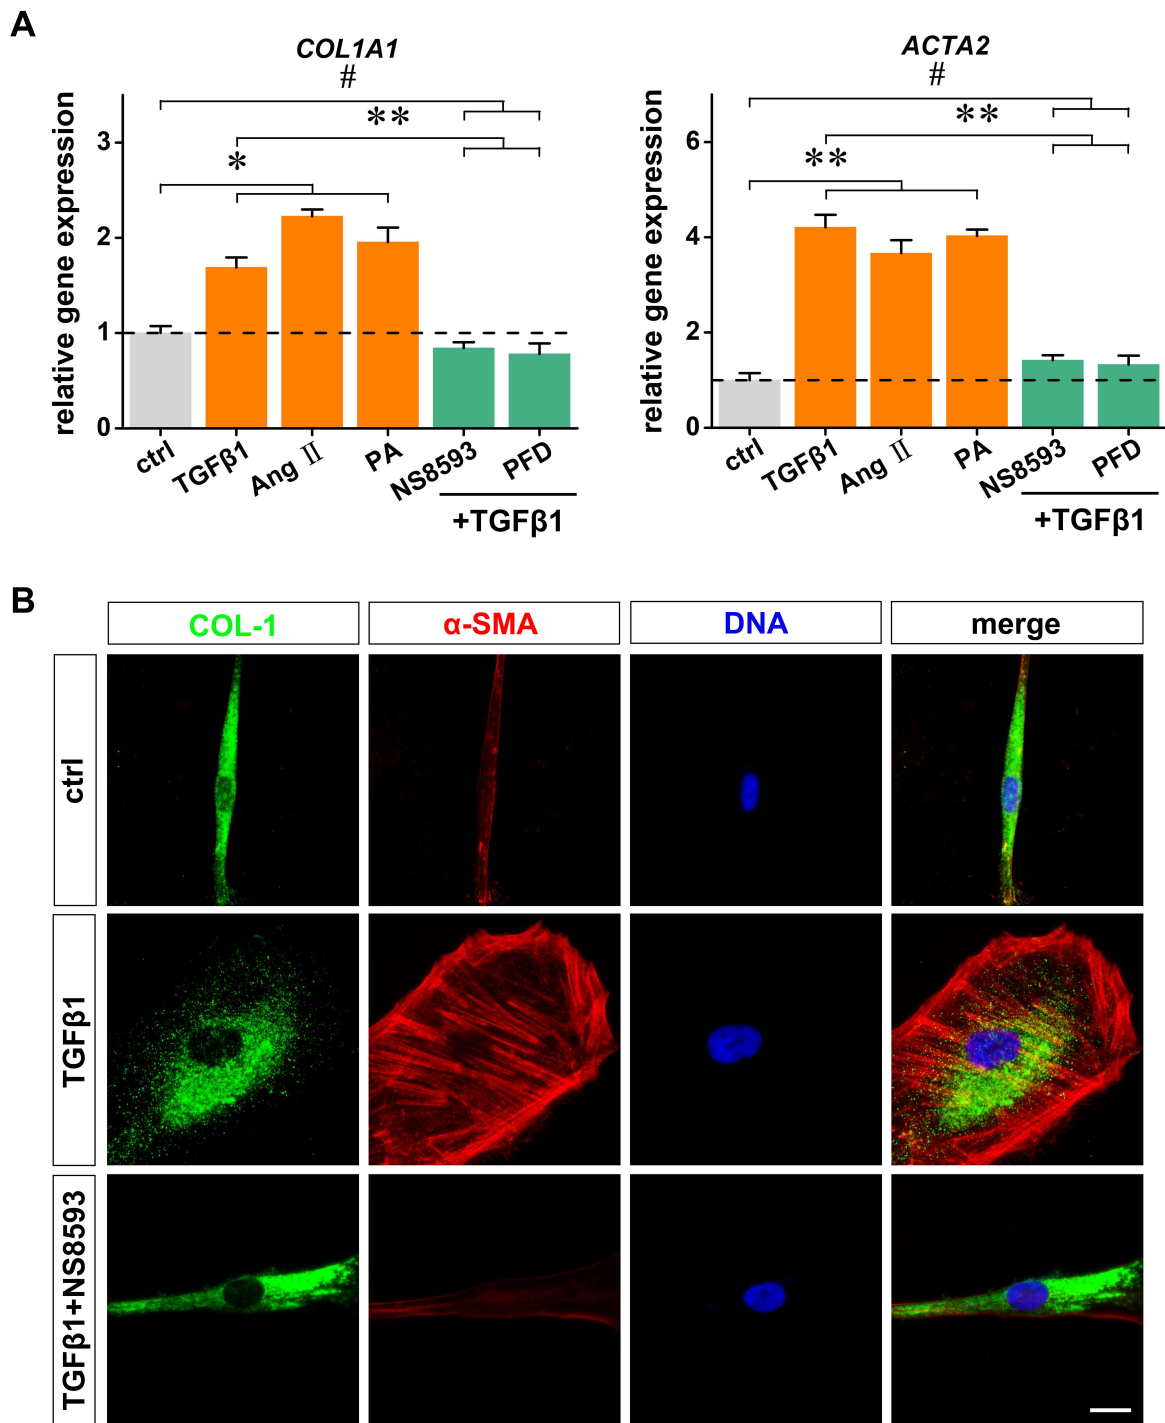 A
COL1A1
#
**
*
relative gene expression
3
2
1
0
ctrl
TGFβ1
Ang Ⅱ
PA
NS8593
PFD
+TGFβ1
ACTA2
#
**
**
relative gene expression
6
4
2
0
ctrl
TGFβ1
Ang Ⅱ
PA
NS8593
PFD
+TGFβ1
B
COL-1
α-SMA
DNA
merge
ctrl
TGFβ1
TGFβ1+NS8593